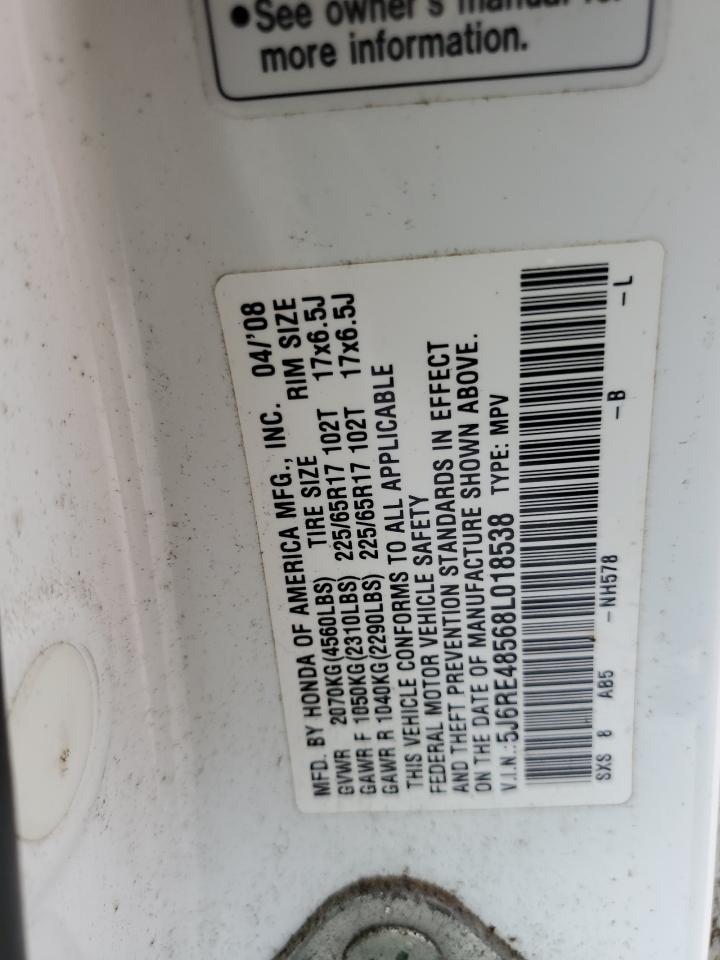 ●See owner's manual for
more information.
MFD. BY HONDA OF AMERICA MFG., INC. 04/'08
GVWR 2070KG(4560LBS) TIRE SIZE RIM SIZE
GAWR F 1050KG(2310LBS) 225/65R17 102T 17x6.5J
GAWR R 1040KG(2290LBS) 225/65R17 102T 17x6.5J
THIS VEHICLE CONFORMS TO ALL APPLICABLE
FEDERAL MOTOR VEHICLE SAFETY
AND THEFT PREVENTION STANDARDS IN EFFECT
ON THE DATE OF MANUFACTURE SHOWN ABOVE.
V.I.N.:5J6RE48568L018538 TYPE: MPV
SXS 8 AB5 -NH578 -B -L